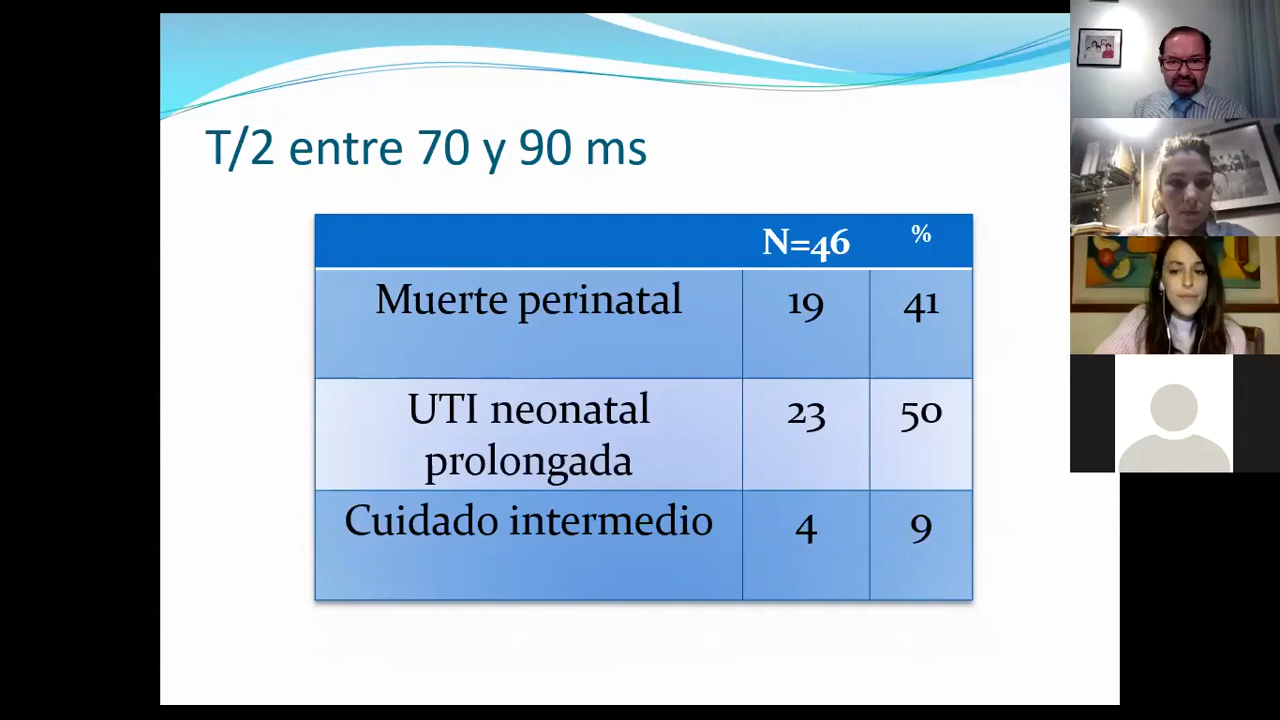 T/2 entre 70 y 90 ms
N=46 %
Muerte perinatal 19 41
UTI neonatal 23 50
prolongada
Cuidado intermedio 4 9